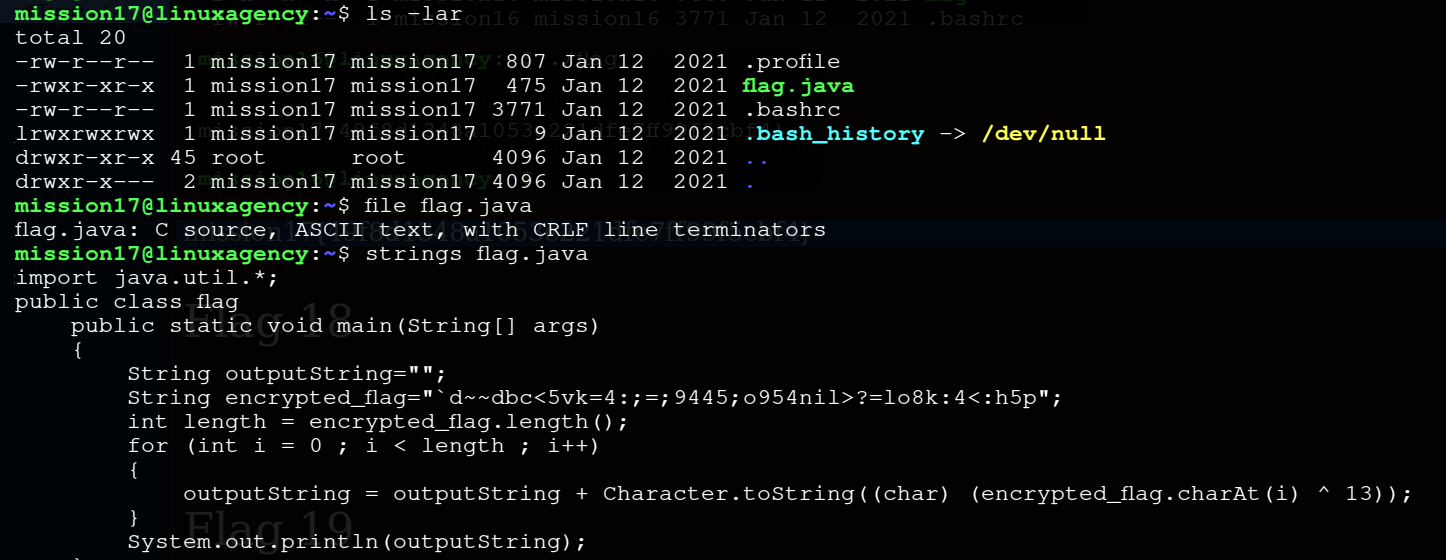 mission17@linuxagency:~$ ls -lar
total 20
-rw-r--r--  1 mission17 mission17  807 Jan 12  2021 .profile
-rwxr-xr-x  1 mission17 mission17  475 Jan 12  2021 flag.java
-rw-r--r--  1 mission17 mission17 3771 Jan 12  2021 .bashrc
lrwxrwxrwx  1 mission17 mission17    9 Jan 12  2021 .bash_history -> /dev/null
drwxr-xr-x 45 root      root      4096 Jan 12  2021 ..
drwxr-x---  2 mission17 mission17 4096 Jan 12  2021 .
mission17@linuxagency:~$ file flag.java
flag.java: C source, ASCII text, with CRLF line terminators
mission17@linuxagency:~$ strings flag.java
import java.util.*;
public class flag
Flag 18
    public static void main(String[] args)
    {
        String outputString="";
        String encrypted_flag="`d~~dbc<5vk=4:;=;9445;o954nil>?=lo8k:4<:h5p";
        int length = encrypted_flag.length();
        for (int i = 0 ; i < length ; i++)
        {
            outputString = outputString + Character.toString((char) (encrypted_flag.charAt(i) ^ 13));
        }
Flag 19
        System.out.println(outputString);